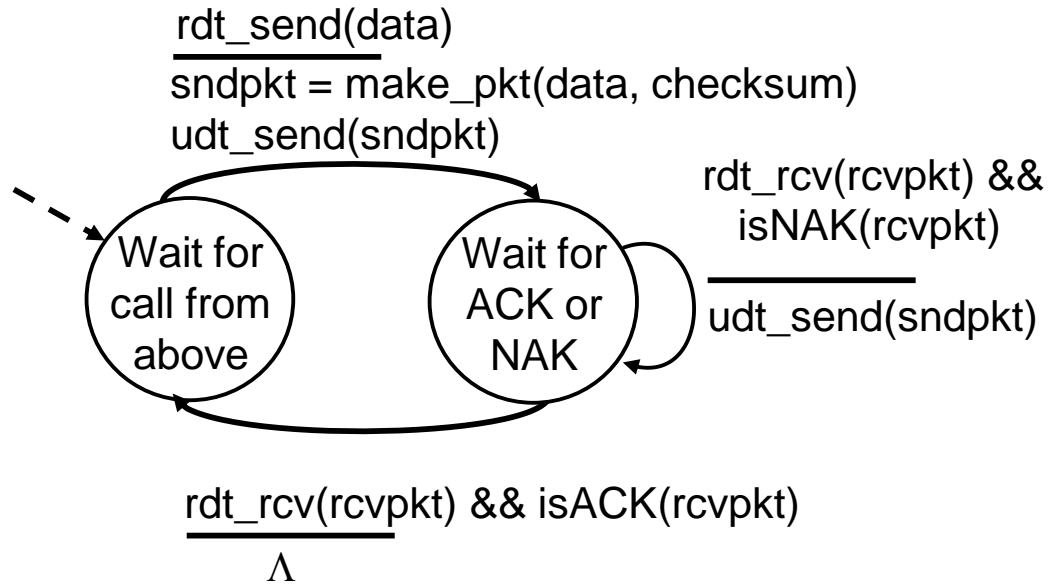 rdt_send(data)
sndpkt = make_pkt(data, checksum)
udt_send(sndpkt)
rdt_rcv(rcvpkt) &&
isNAK(rcvpkt)
udt_send(sndpkt)
Wait for
call from
above
Wait for
ACK or
NAK
rdt_rcv(rcvpkt) && isACK(rcvpkt)
Λ